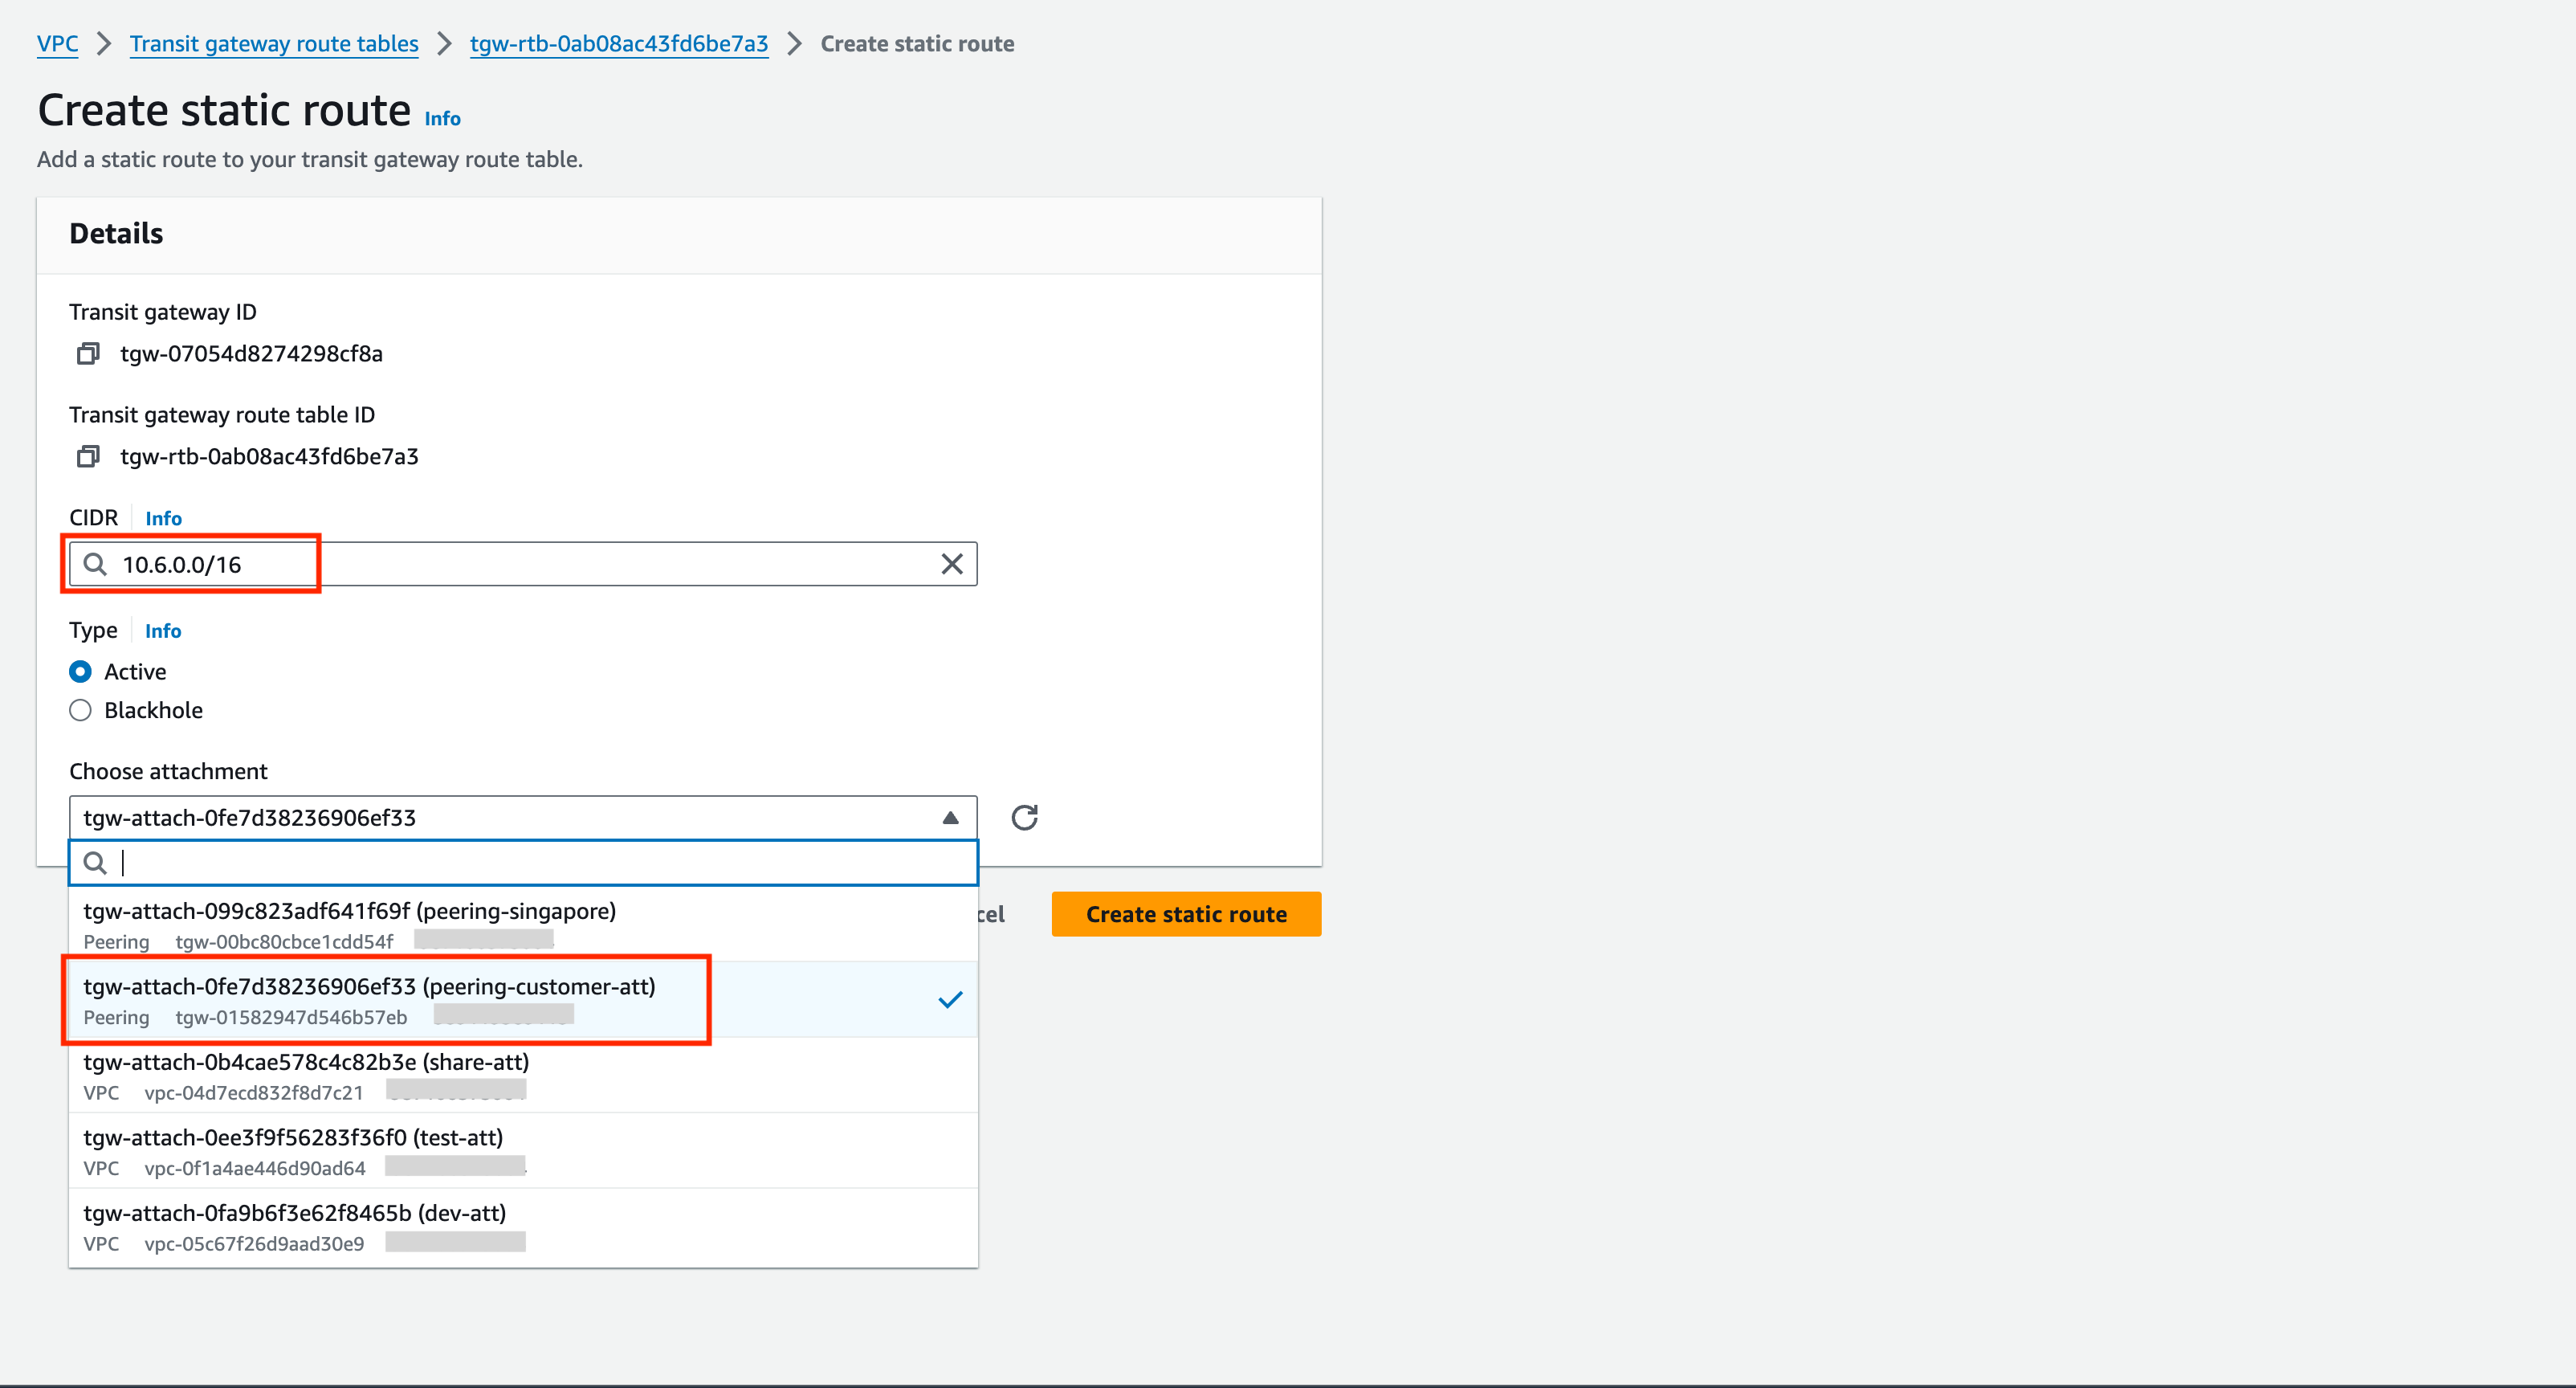 VPC > Transit gateway route tables > tgw-rtb-0ab08ac43fd6be7a3 > Create static route
Create static route Info
Add a static route to your transit gateway route table.
Details
Transit gateway ID
tgw-07054d8274298cf8a
Transit gateway route table ID
tgw-rtb-0ab08ac43fd6be7a3
CIDR Info
10.6.0.0/16
Type Info
Active
Blackhole
Choose attachment
tgw-attach-0fe7d38236906ef33
tgw-attach-099c823adf641f69f (peering-singapore)
Peering tgw-00bc80cbce1cdd54f
cel
Create static route
tgw-attach-0fe7d38236906ef33 (peering-customer-att)
Peering tgw-01582947d546b57eb
tgw-attach-0b4cae578c4c82b3e (share-att)
VPC vpc-04d7ecd832f8d7c21
tgw-attach-0ee3f9f56283f36f0 (test-att)
VPC vpc-0f1a4ae446d90ad64
tgw-attach-0fa9b6f3e62f8465b (dev-att)
VPC vpc-05c67f26d9aad30e9